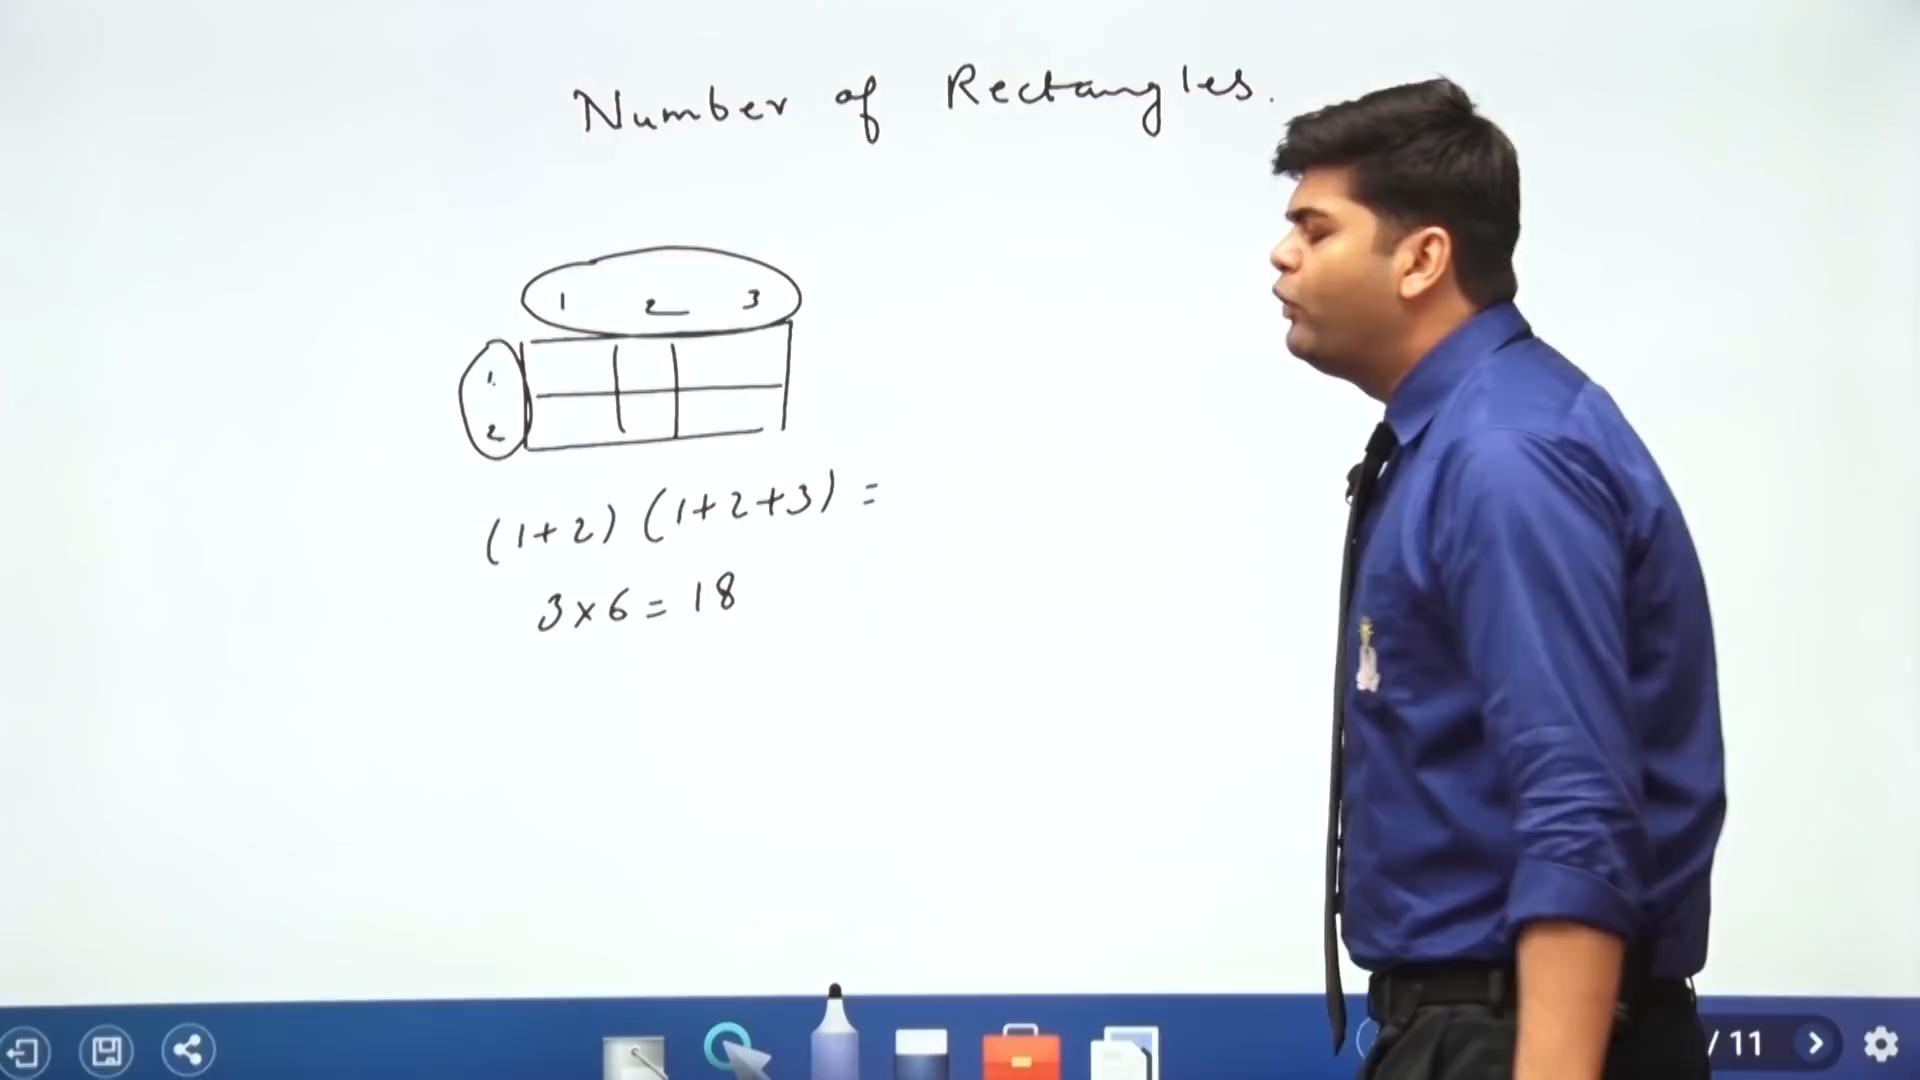 Number of Rectangles.
1 2 3
1.
2
(1+2) (1+2+3) =
3×6 = 18
/ 11